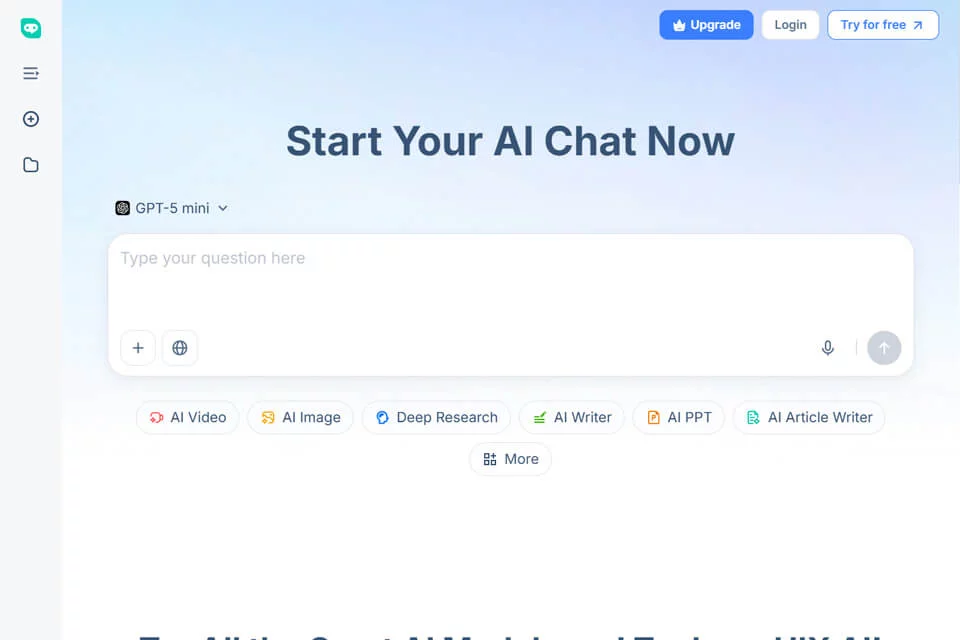 Upgrade
Login
Try for free
Start Your AI Chat Now
GPT-5 mini
Type your question here
AI Video
AI Image
Deep Research
AI Writer
AI PPT
AI Article Writer
More